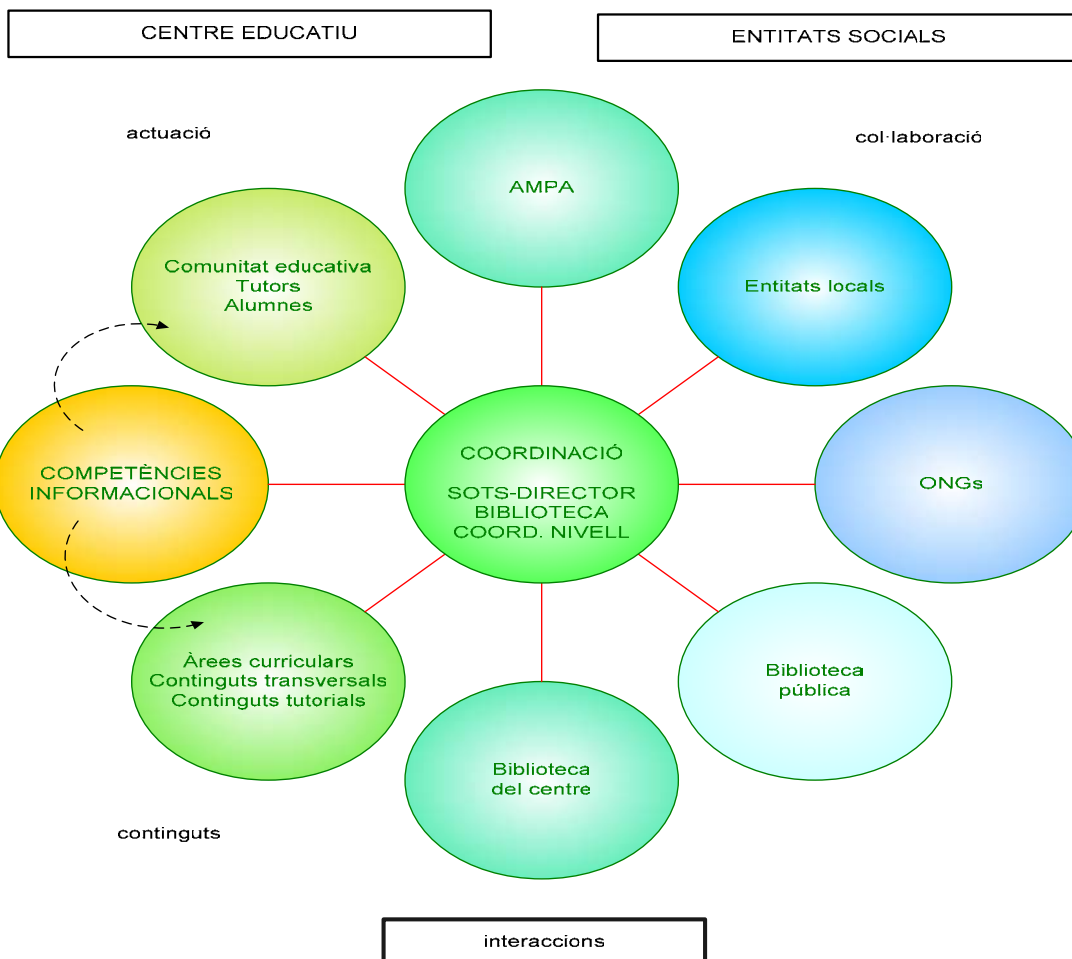 CENTRE EDUCATIU
ENTITATS SOCIALS
actuació
col·laboració
AMPA
Comunitat educativa
Tutors
Alumnes
Entitats locals
COMPETÈNCIES
INFORMACIONALS
COORDINACIÓ
SOTS-DIRECTOR
BIBLIOTECA
COORD. NIVELL
ONGs
Àrees curriculars
Continguts transversals
Continguts tutorials
Biblioteca
pública
Biblioteca
del centre
continguts
interaccions